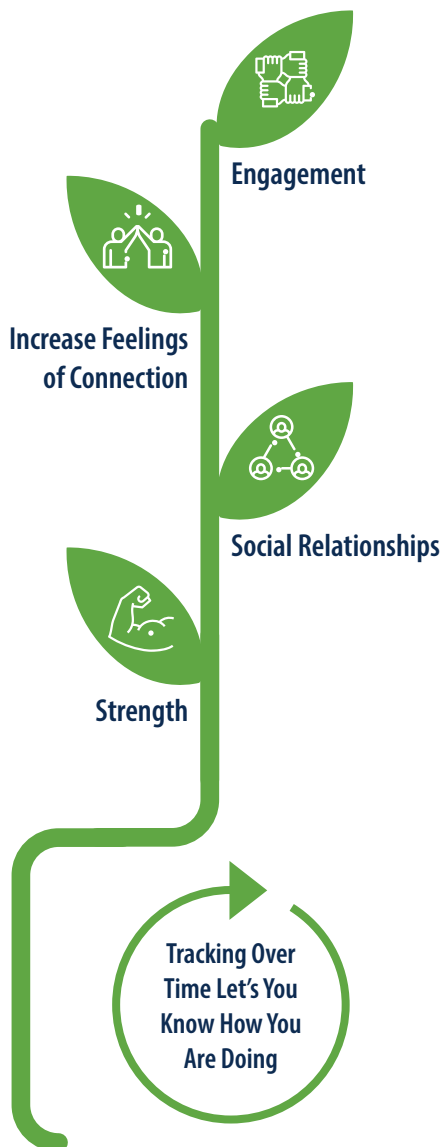 Engagement
Increase Feelings
of Connection
Social Relationships
Strength
Tracking Over
Time Let's You
Know How You
Are Doing